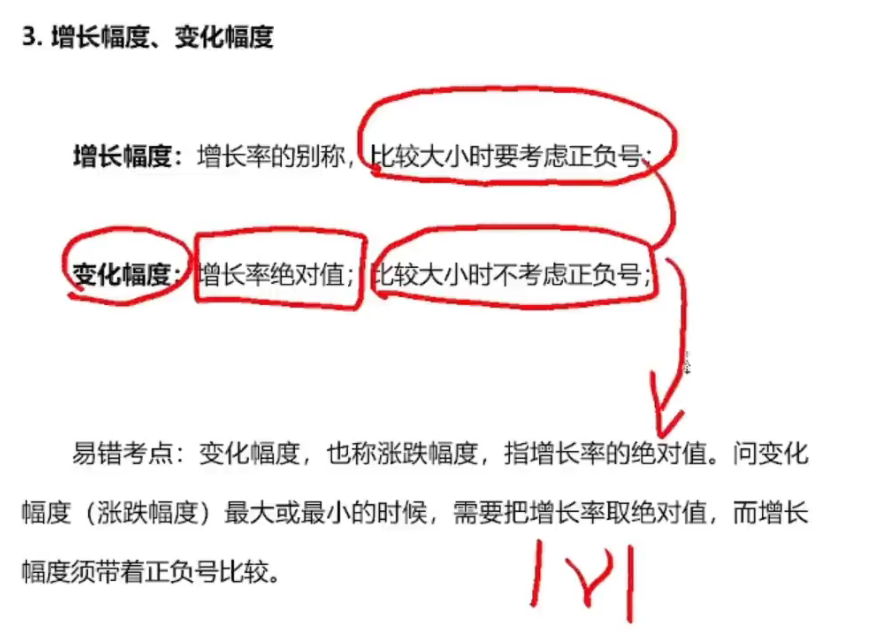 3. 增长幅度、变化幅度
增长幅度：增长率的别称，比较大小时要考虑正负号；
变化幅度：增长率绝对值；比较大小时不考虑正负号；
易错考点：变化幅度，也称涨跌幅度，指增长率的绝对值。问变化
幅度（涨跌幅度）最大或最小的时候，需要把增长率取绝对值，而增长
幅度须带着正负号比较。
|r|